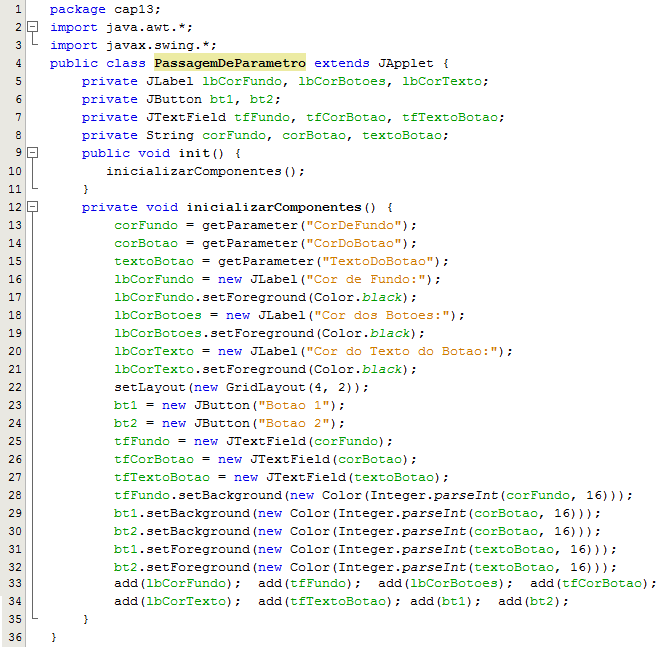 1 package cap13;
2 import java.awt.*;
3 import javax.swing.*;
4 public class PassagemDeParametro extends JApplet {
5     private JLabel lbCorFundo, lbCorBotoes, lbCorTexto;
6     private JButton bt1, bt2;
7     private JTextField tfFundo, tfCorBotao, tfTextoBotao;
8     private String corFundo, corBotao, textoBotao;
9     public void init() {
10        inicializarComponentes();
11    }
12    private void inicializarComponentes() {
13        corFundo = getParameter("CorDeFundo");
14        corBotao = getParameter("CorDoBotao");
15        textoBotao = getParameter("TextoDoBotao");
16        lbCorFundo = new JLabel("Cor de Fundo:");
17        lbCorFundo.setForeground(Color.black);
18        lbCorBotoes = new JLabel("Cor dos Botoes:");
19        lbCorBotoes.setForeground(Color.black);
20        lbCorTexto = new JLabel("Cor do Texto do Botao:");
21        lbCorTexto.setForeground(Color.black);
22        setLayout(new GridLayout(4, 2));
23        bt1 = new JButton("Botao 1");
24        bt2 = new JButton("Botao 2");
25        tfFundo = new JTextField(corFundo);
26        tfCorBotao = new JTextField(corBotao);
27        tfTextoBotao = new JTextField(textoBotao);
28        tfFundo.setBackground(new Color(Integer.parseInt(corFundo, 16)));
29        bt1.setBackground(new Color(Integer.parseInt(corBotao, 16)));
30        bt2.setBackground(new Color(Integer.parseInt(corBotao, 16)));
31        bt1.setForeground(new Color(Integer.parseInt(textoBotao, 16)));
32        bt2.setForeground(new Color(Integer.parseInt(textoBotao, 16)));
33        add(lbCorFundo);  add(tfFundo);  add(lbCorBotoes);  add(tfCorBotao);
34        add(lbCorTexto);  add(tfTextoBotao); add(bt1);  add(bt2);
35    }
36 }